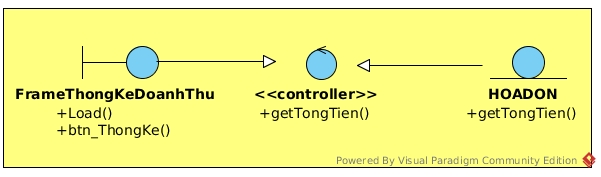 FrameThongKeDoanhThu
+Load()
+btn_ThongKe()
<<controller>>
+getTongTien()
HOADON
+getTongTien()
Powered By Visual Paradigm Community Edition